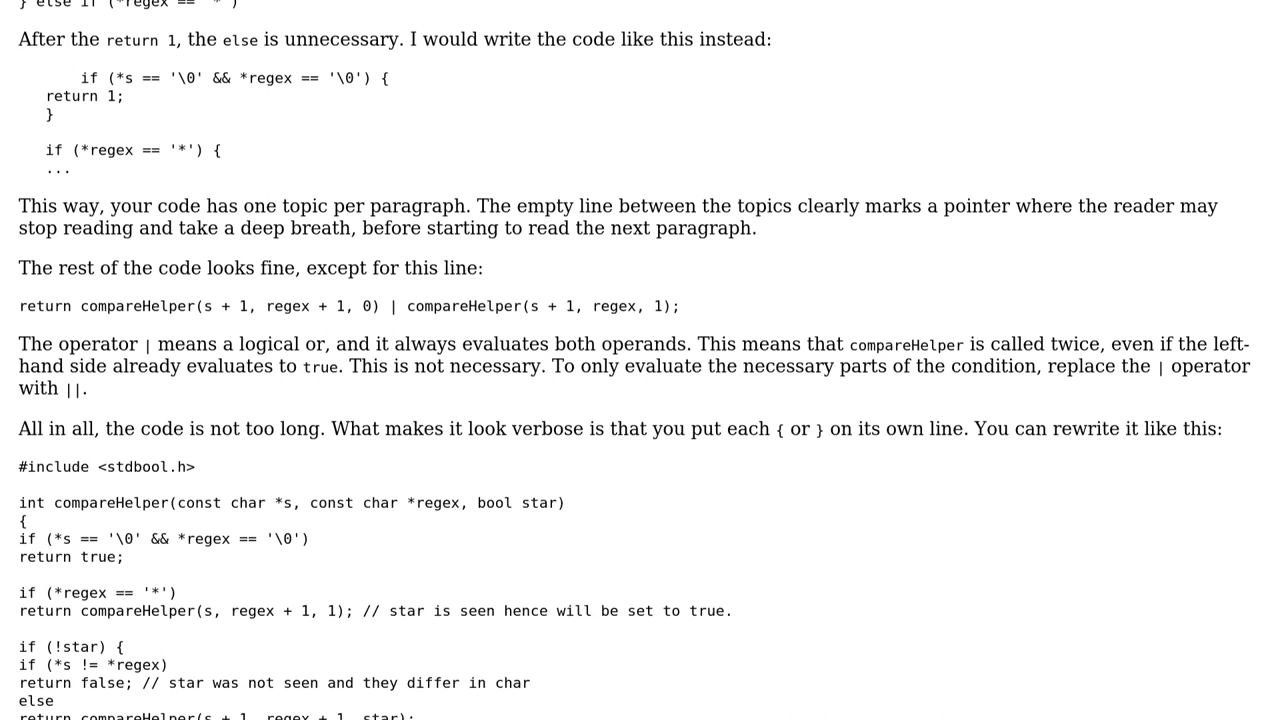 } else if (*regex == '*')
After the return 1, the else is unnecessary. I would write the code like this instead:
if (*s == '\0' && *regex == '\0') {
return 1;
}
if (*regex == '*') {
...
This way, your code has one topic per paragraph. The empty line between the topics clearly marks a pointer where the reader may
stop reading and take a deep breath, before starting to read the next paragraph.
The rest of the code looks fine, except for this line:
return compareHelper(s + 1, regex + 1, 0) | compareHelper(s + 1, regex, 1);
The operator | means a logical or, and it always evaluates both operands. This means that compareHelper is called twice, even if the left-
hand side already evaluates to true. This is not necessary. To only evaluate the necessary parts of the condition, replace the | operator
with ||.
All in all, the code is not too long. What makes it look verbose is that you put each { or } on its own line. You can rewrite it like this:
#include <stdbool.h>
int compareHelper(const char *s, const char *regex, bool star)
{
if (*s == '\0' && *regex == '\0')
return true;
if (*regex == '*')
return compareHelper(s, regex + 1, 1); // star is seen hence will be set to true.
if (!star) {
if (*s != *regex)
return false; // star was not seen and they differ in char
else
return compareHelper(s + 1, regex + 1, star);